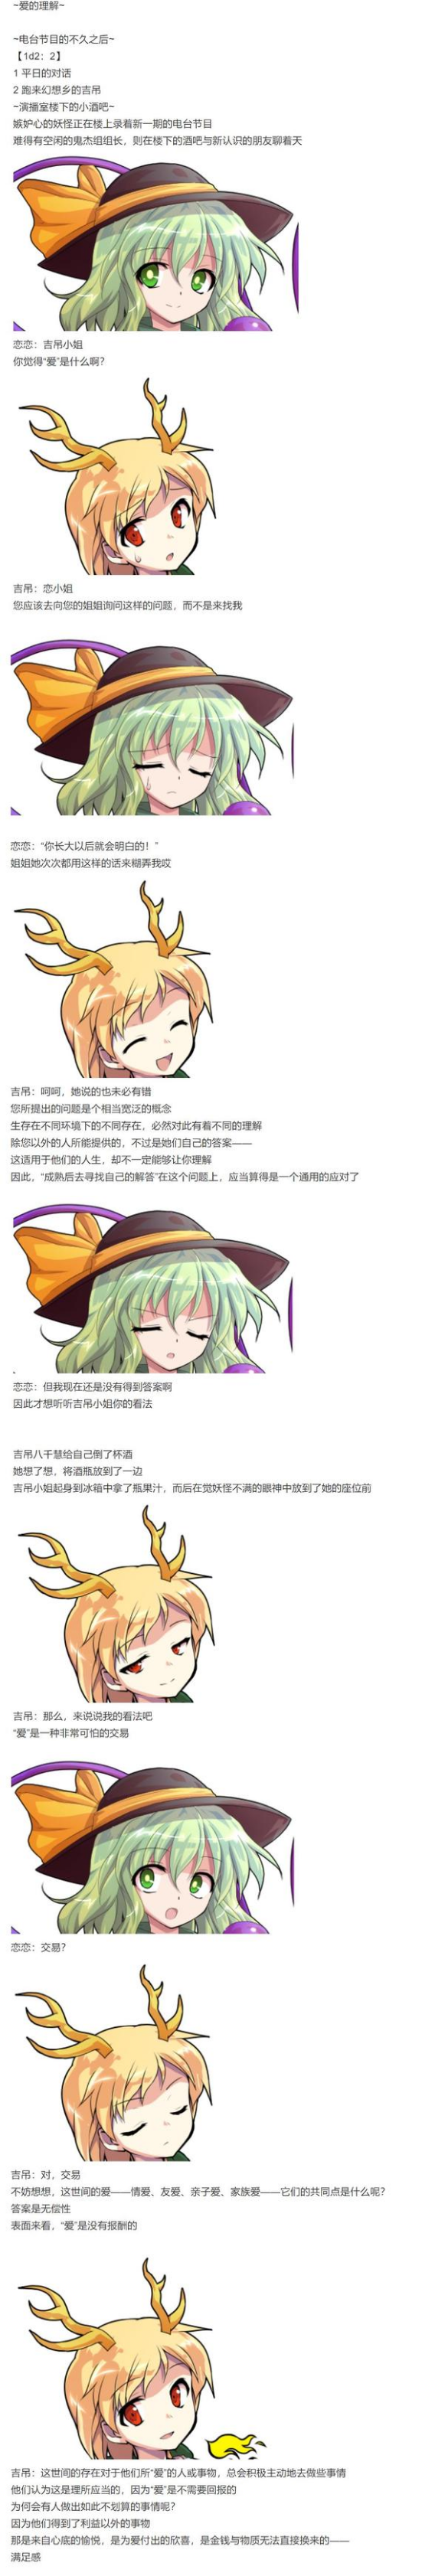 ~爱的理解~
~电台节目的不久之后~
【1d2：2】
1 平日的对话
2 跑来幻想乡的吉吊
~演播室楼下的小酒吧~
嫉妒心的妖怪正在楼上录着新一期的电台节目
难得有空闲的鬼杰组组长，则在楼下的酒吧与新认识的朋友聊着天
恋恋：吉吊小姐
你觉得“爱”是什么啊？
吉吊：恋小姐
您应该去向您的姐姐询问这样的问题，而不是来找我
恋恋：“你长大以后就会明白的！”
姐姐她次次都用这样的话来糊弄我哎
吉吊：呵呵，她说的也未必有错
您所提出的问题是个相当宽泛的概念
生存在不同环境下的不同存在，必然对此有着不同的理解
除您以外的人所能提供的，不过是她们自己的答案——
这适用于他们的人生，却不一定能够让你理解
因此，“成熟后去寻找自己的解答”在这个问题上，应当算得是一个通用的应对了
恋恋：但我现在还是没有得到答案啊
因此才想听听吉吊小姐你的看法
吉吊八千慧给自己倒了杯酒
她想了想，将酒瓶放到了一边
吉吊小姐起身到冰箱中拿了瓶果汁，而后在觉妖怪不满的眼神中放到了她的座位前
吉吊：那么，来说说我的看法吧
“爱”是一种非常可怕的交易
恋恋：交易？
吉吊：对，交易
不妨想想，这世间的爱——情爱、友爱、亲子爱、家族爱——它们的共同点是什么呢？
答案是无偿性
表面来看，“爱”是没有报酬的
吉吊：这世间的存在对于他们所“爱”的人或事物，总会积极主动地去做些事情
他们认为这是理所应当的，因为“爱”是不需要回报的
为何会有人做出如此不划算的事情呢？
因为他们得到了利益以外的事物
那是来自心底的愉悦，是为爱付出的欣喜，是金钱与物质无法直接换来的——
满足感